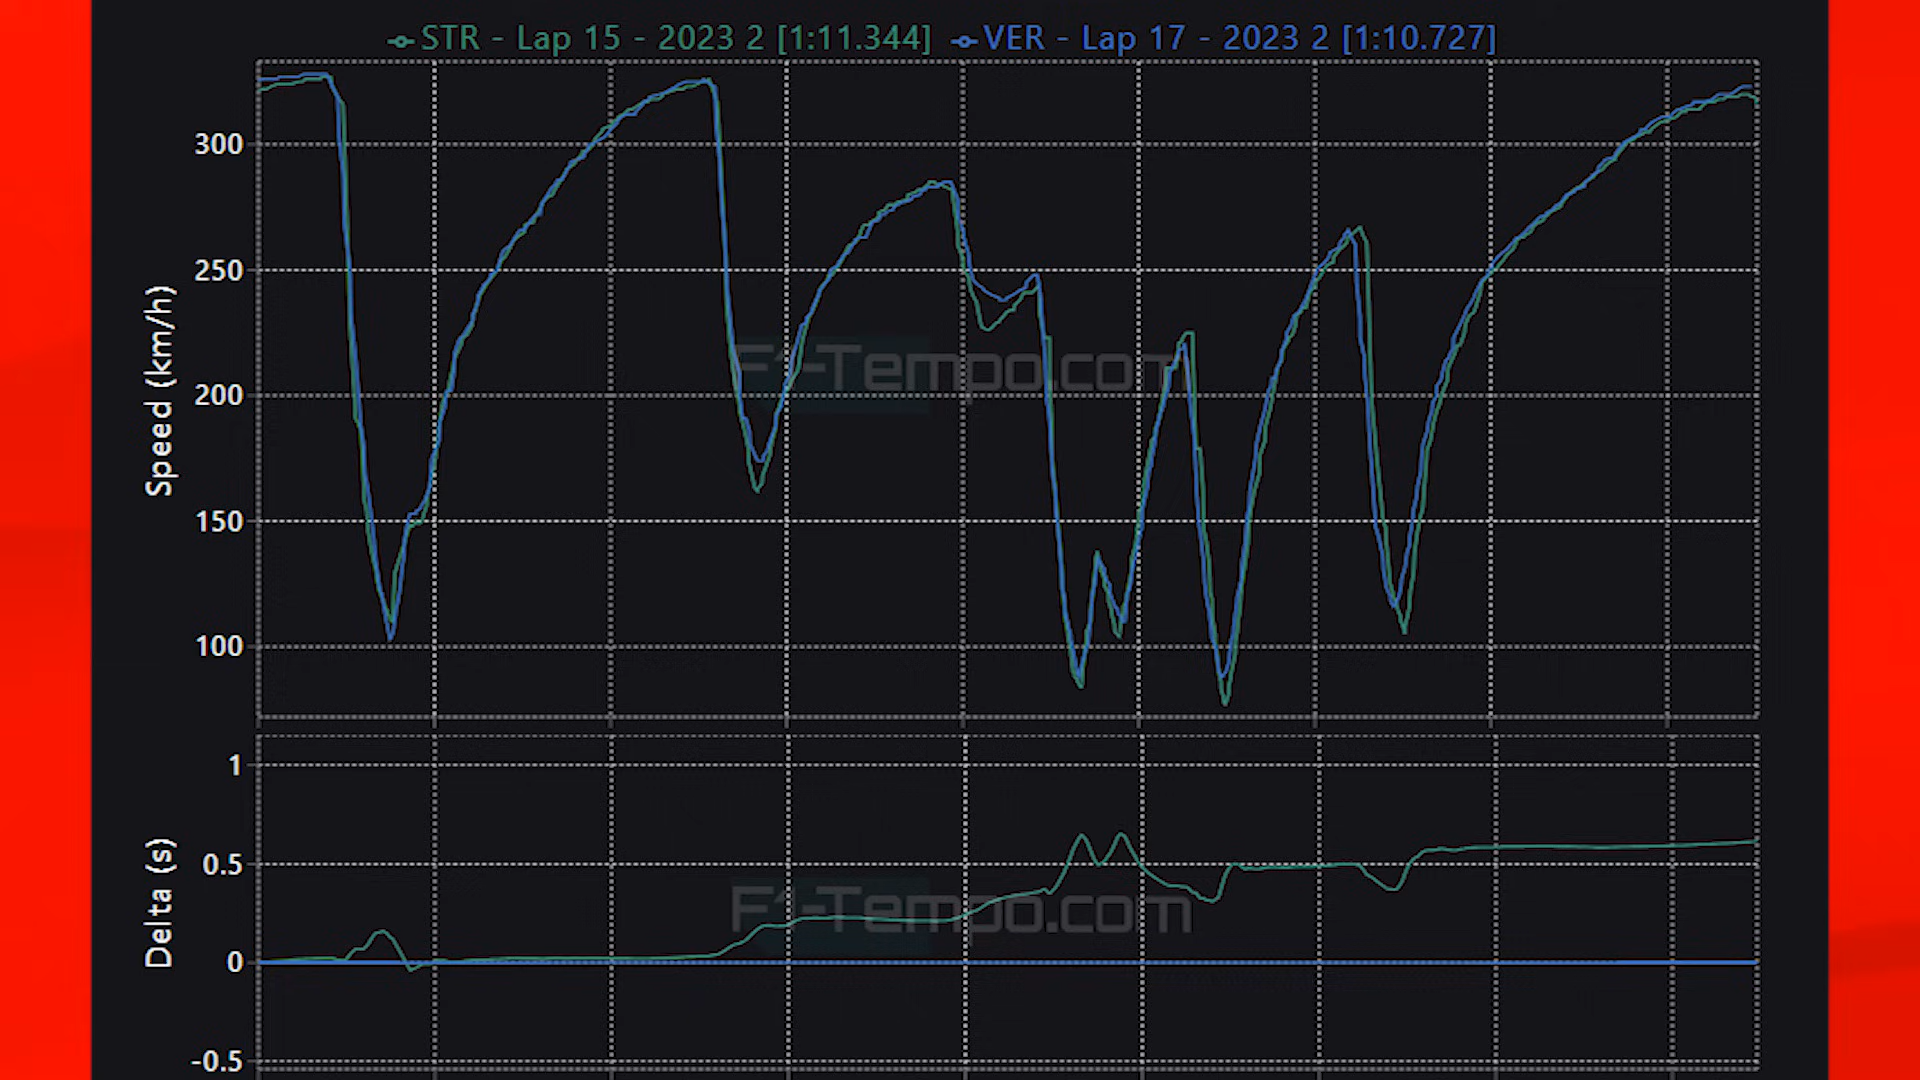 STR - Lap 15 - 2023 2 [1:11.344] VER - Lap 17 - 2023 2 [1:10.727]
300
250
200
150
100
Speed (km/h)
F1-Tempo.com
1
0.5
0
-0.5
Delta (s)
F1-Tempo.com